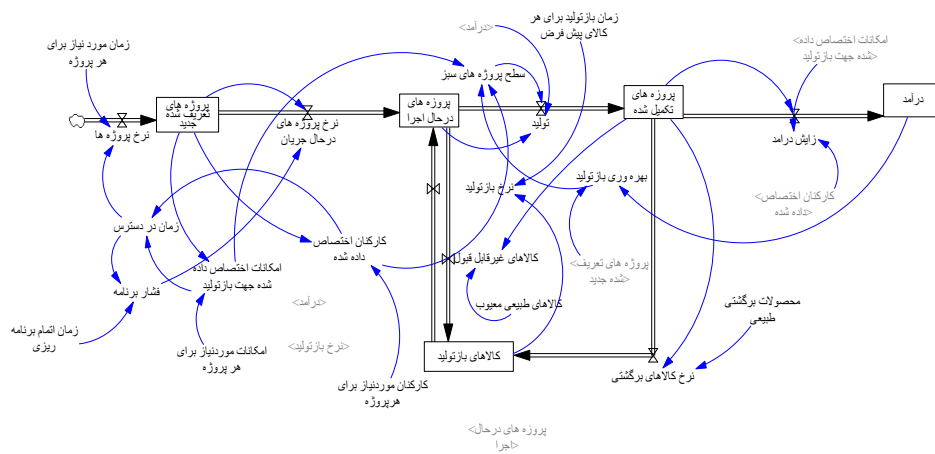 زمان مورد نیاز برای
هر پروژه
نرخ پروژه ها
پروژه های
تعریف شده
جدید
نرخ پروژه های
درحال جریان
پروژه های
درحال اجرا
<درآمد>
سطح پروژه های سبز
زمان بازتولید برای هر
کالای پیش فرض
تولید
پروزه های
تکمیل شده
<امکانات اختصاص داده
شده جهت بازتولید>
درآمد
زایش درامد
نرخ بازتولید
بهره وری بازتولید
<کارکنان اختصاص
داده شده>
زمان در دسترس
کارکنان اختصاص
داده شده
کالاهای غیرقابل قبول
<پروژه های تعریف
شده جدید>
امکانات اختصاص داده
شده جهت بازتولید
فشار برنامه
<درآمد>
کالاهای طبیعی معیوب
محصولات برگشتی
طبیعی
زمان اتمام برنامه
ریزی
<نرخ بازتولید>
امکانات موردنیاز برای
هر پروژه
کالاهای بازتولید
نرخ کالاهای برگشتی
کارکنان موردنیاز برای
هرپروژه
<پروزه های درحال
اجرا>